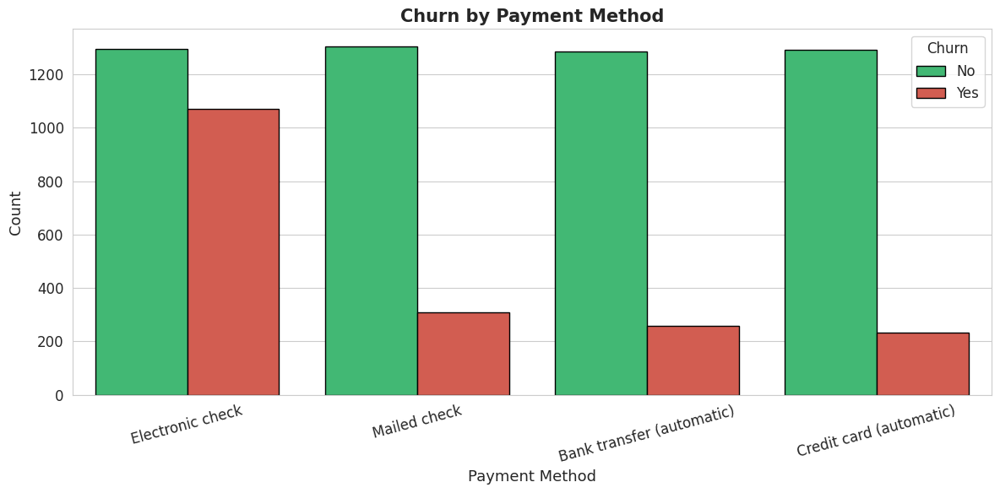 Churn by Payment Method
Churn
No
Yes
1200
1000
800
600
400
200
0
Count
Electronic check
Mailed check
Bank transfer (automatic)
Credit card (automatic)
Payment Method